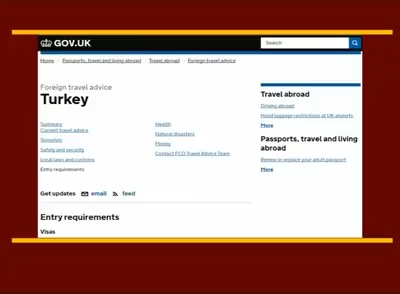 GOV.UK
Search
Home › Passports, travel and living abroad › Travel abroad › Foreign travel advice
Foreign travel advice
Turkey
Summary
Current travel advice
Terrorism
Safety and security
Local laws and customs
Entry requirements
Health
Natural disasters
Money
Contact FCO Travel Advice Team
Travel abroad
Driving abroad
Hand luggage restrictions at UK airports
More
Passports, travel and living
abroad
Renew or replace your adult passport
More
Get updates email feed
Entry requirements
Visas